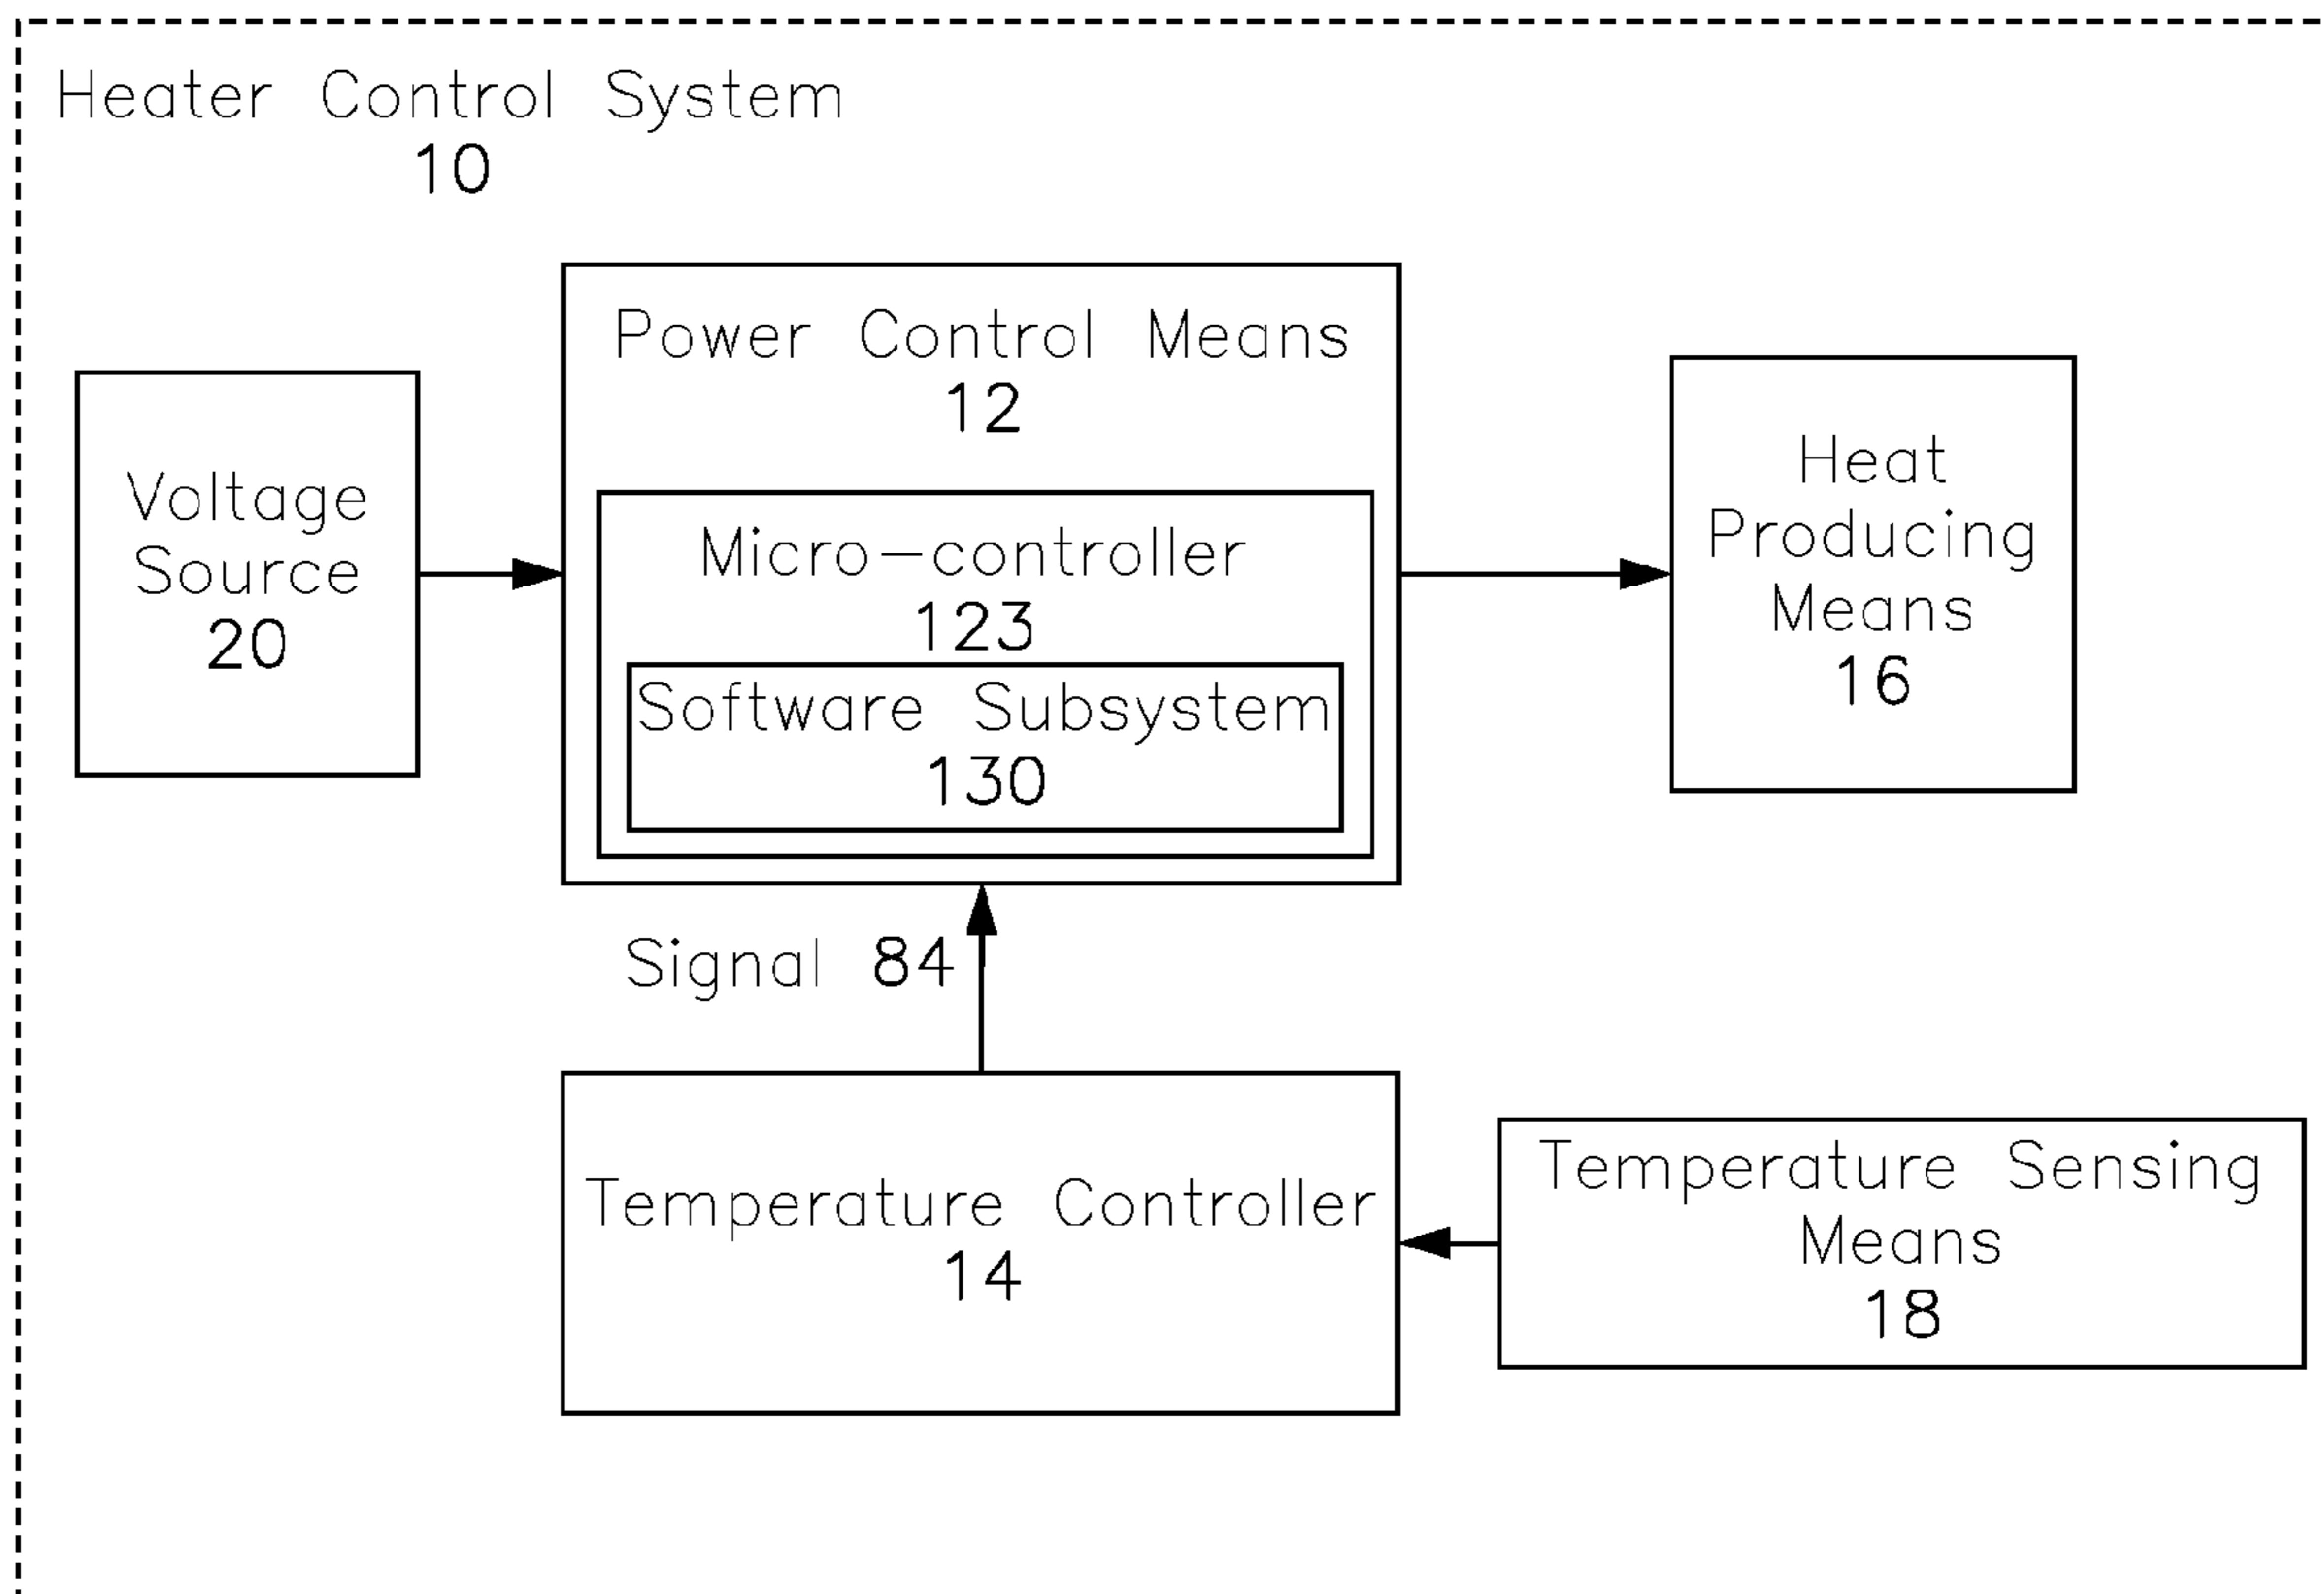 Heater Control System
10
Power Control Means
12
Voltage
Source
20
Micro-controller
123
Software Subsystem
130
Heat
Producing
Means
16
Signal 84
Temperature Controller
14
Temperature Sensing
Means
18